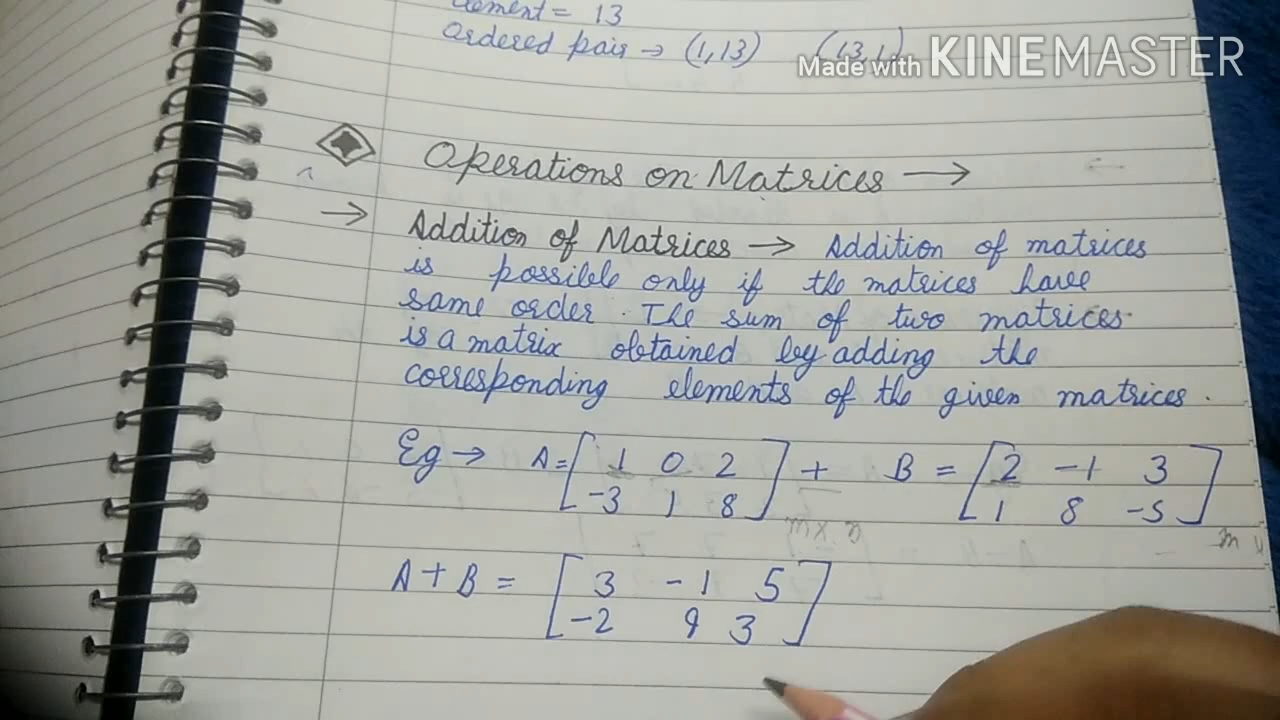 element = 13
Ordered pair → (1,13) (13,1)
Made with KINEMASTER
Operations on Matrices →
→ Addition of Matrices → Addition of matrices
is possible only if the matrices have
same order. The sum of two matrices
is a matrix obtained by adding the
corresponding elements of the given matrices.
Eg → A = [ 1 0 2 ] + B = [ 2 -1 3 ]
-3 1 8 1 8 -5
A + B = [ 3 -1 5 ]
-2 9 3